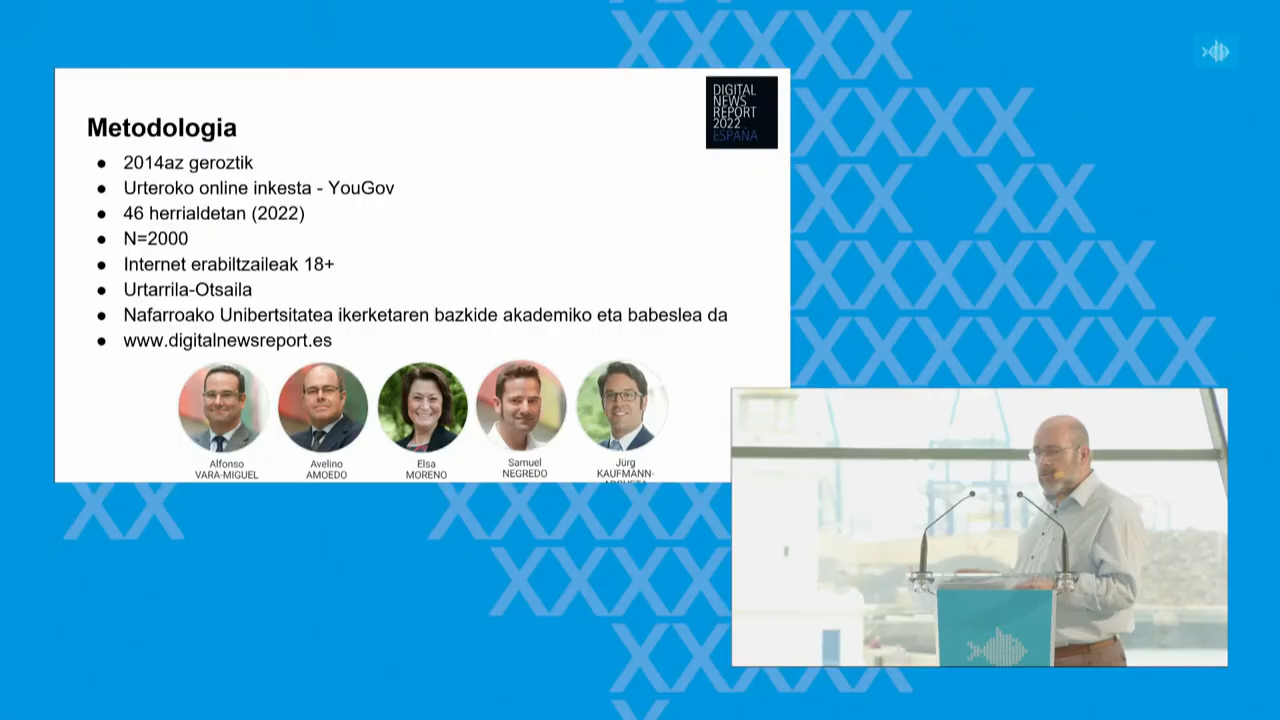 DIGITAL
NEWS
REPORT
2022
ESPAÑA
Metodologia
● 2014az geroztik
● Urteroko online inkesta - YouGov
● 46 herrialdetan (2022)
● N=2000
● Internet erabiltzaileak 18+
● Urtarrila-Otsaila
● Nafarroako Unibertsitatea ikerketaren bazkide akademiko eta babeslea da
● www.digitalnewsreport.es
Alfonso
VARA-MIGUEL
Avelino
AMOEDO
Elsa
MORENO
Samuel
NEGREDO
Jürg
KAUFMANN-